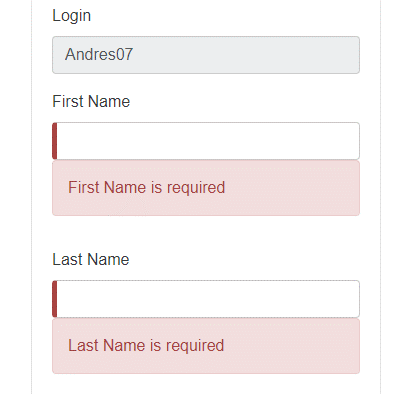 Login
Andres07
First Name
First Name is required
Last Name
Last Name is required